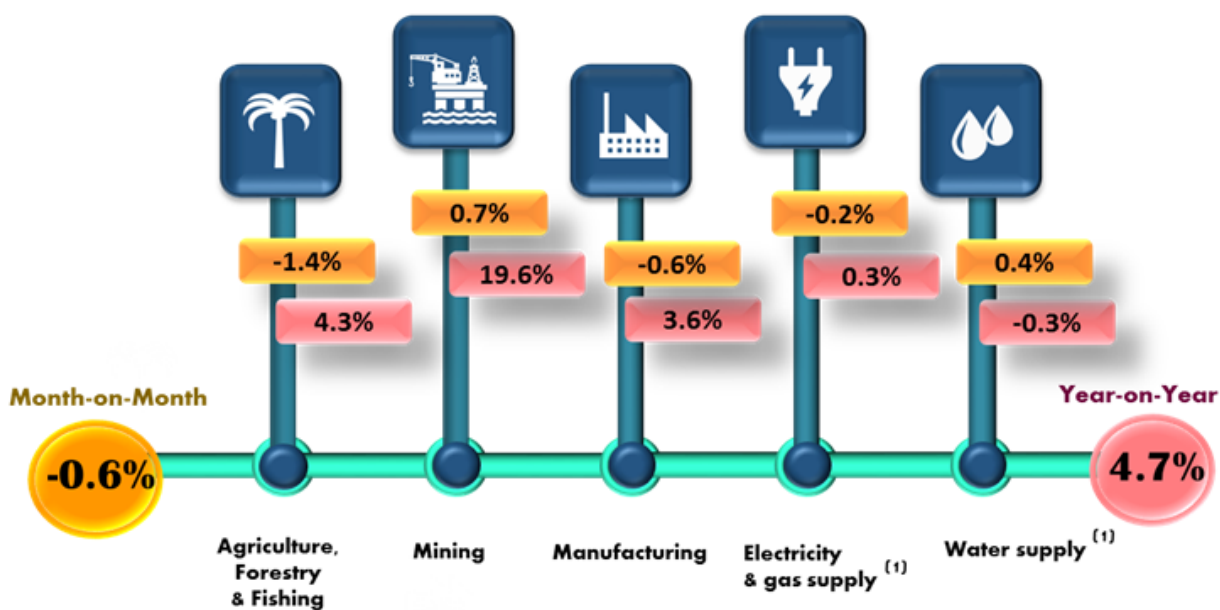 0.7%
-0.2%
-1.4%
19.6%
-0.6%
0.3%
0.4%
4.3%
3.6%
-0.3%
Month-on-Month
Year-on-Year
-0.6%
4.7%
Agriculture,
Forestry
& Fishing
Mining
Manufacturing
Electricity
& gas supply (1)
Water supply (1)